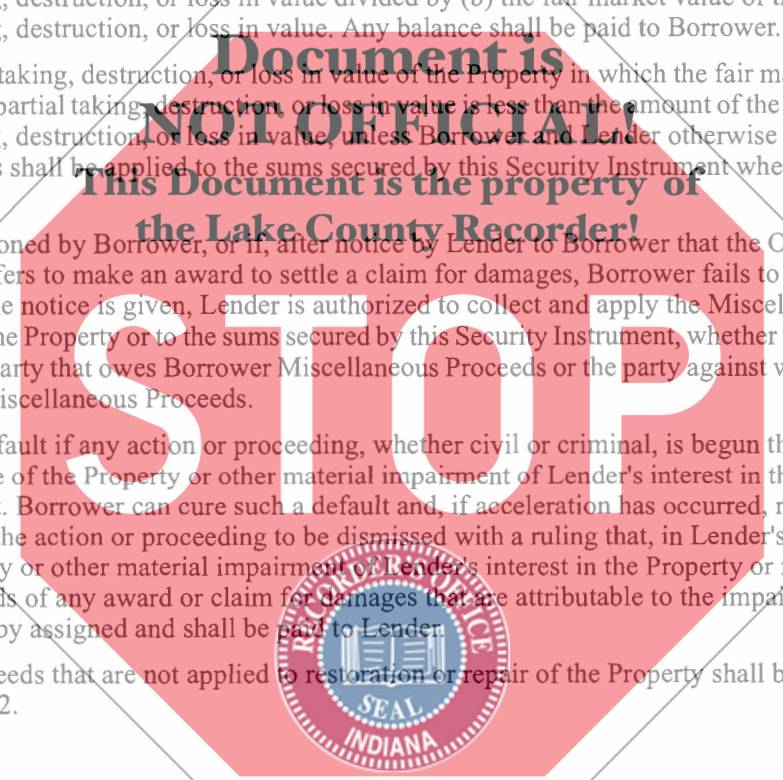 , destruction, or loss in value divided by (b) the fair market value of
, destruction, or loss in value. Any balance shall be paid to Borrower.
Document is
taking, destruction, or loss in value of the Property in which the fair ma
partial taking, destruction, or loss in value is less than the amount of the
NOT OFFICIAL!
, destruction, or loss in value, unless Borrower and Lender otherwise
s shall be applied to the sums secured by this Security Instrument whe
This Document is the property of
the Lake County Recorder!
oned by Borrower, or if, after notice by Lender to Borrower that the O
fers to make an award to settle a claim for damages, Borrower fails to
e notice is given, Lender is authorized to collect and apply the Miscel
he Property or to the sums secured by this Security Instrument, whether
arty that owes Borrower Miscellaneous Proceeds or the party against w
iscellaneous Proceeds.
STOP
fault if any action or proceeding, whether civil or criminal, is begun th
e of the Property or other material impairment of Lender's interest in th
t. Borrower can cure such a default and, if acceleration has occurred, r
he action or proceeding to be dismissed with a ruling that, in Lender's
y or other material impairment of Lender's interest in the Property or
ds of any award or claim for damages that are attributable to the impai
by assigned and shall be paid to Lender.
eeds that are not applied to restoration or repair of the Property shall b
2.
RECORDER'S OFFICE
SEAL
INDIANA